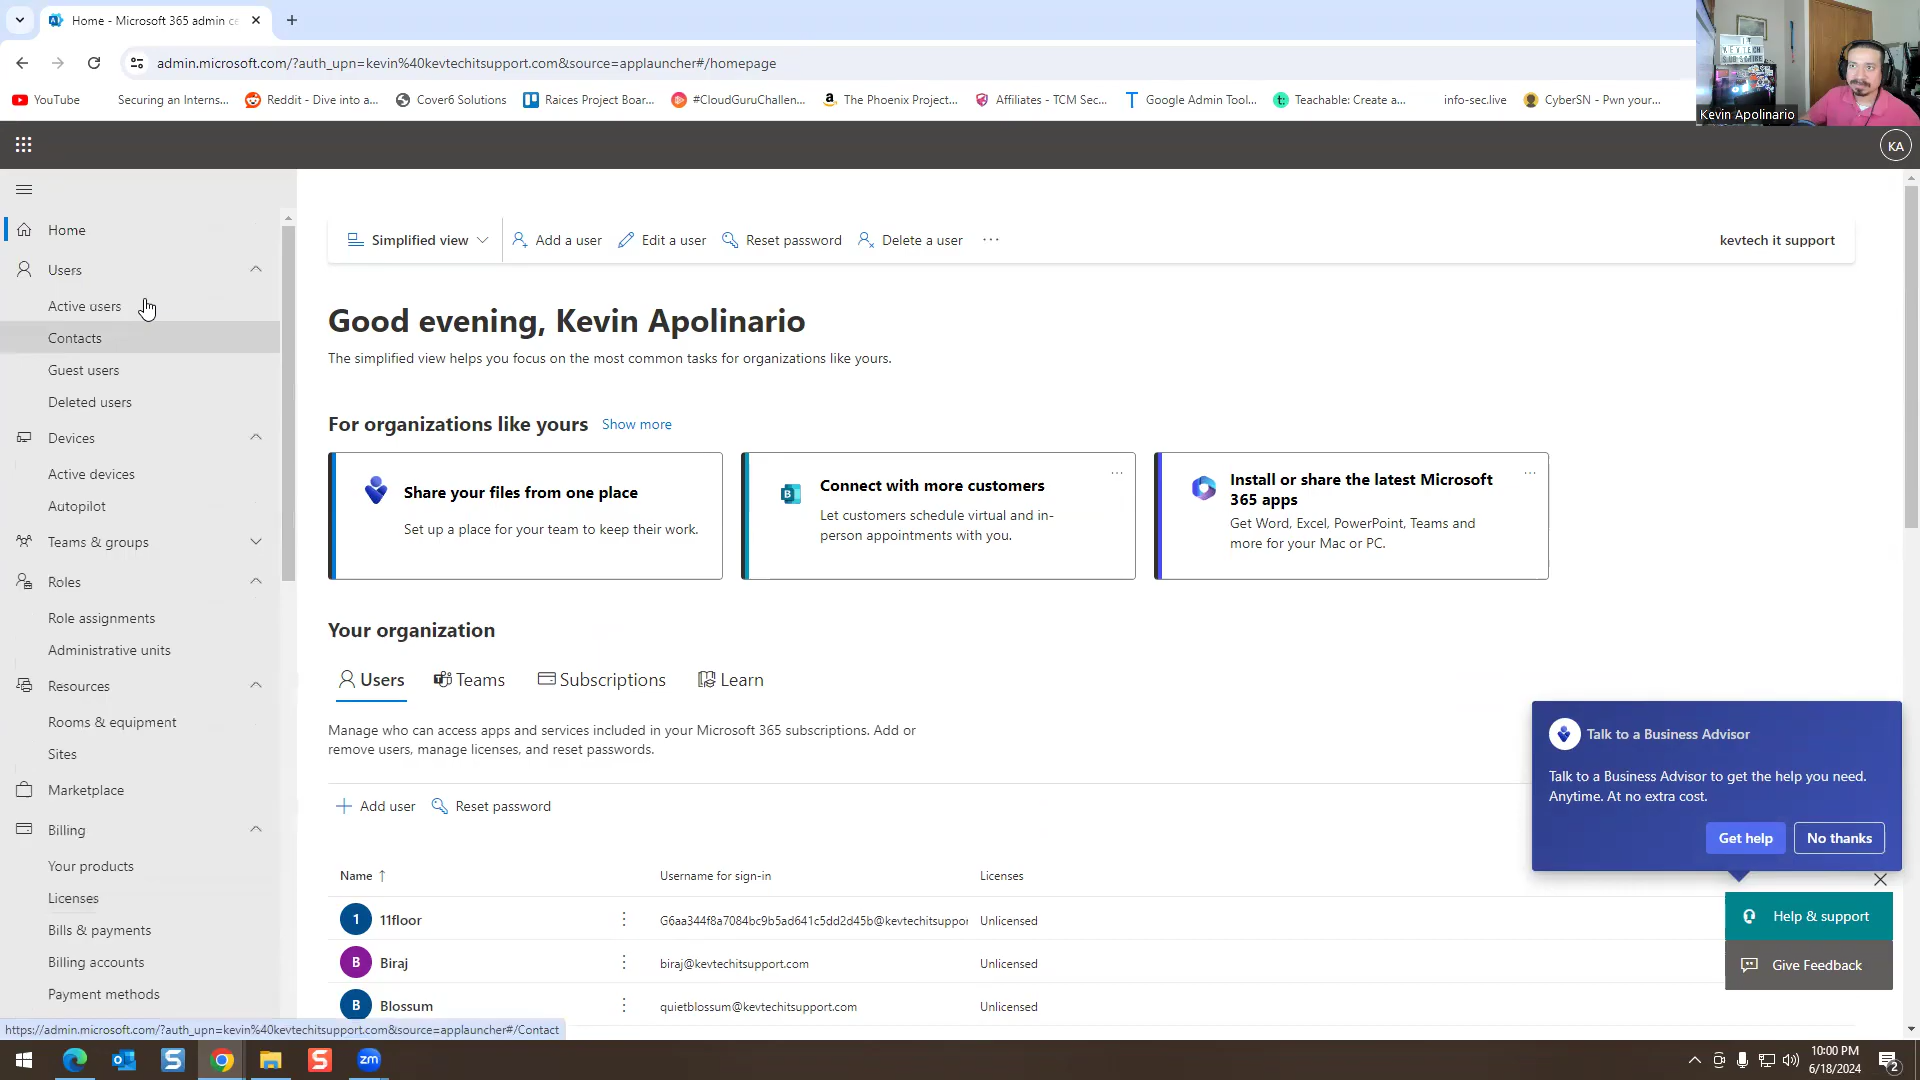 Home - Microsoft 365 admin ce
admin.microsoft.com/?auth_upn=kevin%40kevtechitsupport.com&source=applauncher#/homepage
YouTube
Securing an Interns...
Reddit - Dive into a...
Cover6 Solutions
Raices Project Boar...
#CloudGuruChallen...
The Phoenix Project...
Affiliates - TCM Sec...
Google Admin Tool...
Teachable: Create a...
info-sec.live
CyberSN - Pwn your...
Kevin Apolinario
KA
Home
Users
Active users
Contacts
Guest users
Deleted users
Devices
Active devices
Autopilot
Teams & groups
Roles
Role assignments
Administrative units
Resources
Rooms & equipment
Sites
Marketplace
Billing
Your products
Licenses
Bills & payments
Billing accounts
Payment methods
Simplified view
Add a user
Edit a user
Reset password
Delete a user
kevtech it support
Good evening, Kevin Apolinario
The simplified view helps you focus on the most common tasks for organizations like yours.
For organizations like yours
Show more
Share your files from one place
Set up a place for your team to keep their work.
Connect with more customers
Let customers schedule virtual and in-
person appointments with you.
Install or share the latest Microsoft
365 apps
Get Word, Excel, PowerPoint, Teams and
more for your Mac or PC.
Your organization
Users
Teams
Subscriptions
Learn
Manage who can access apps and services included in your Microsoft 365 subscriptions. Add or
remove users, manage licenses, and reset passwords.
Add user
Reset password
Name ↑
Username for sign-in
Licenses
1
11floor
G6aa344f8a7084bc9b5ad641c5dd2d45b@kevtechitsuppor
Unlicensed
B
Biraj
biraj@kevtechitsupport.com
Unlicensed
B
Blossum
quietblossum@kevtechitsupport.com
Unlicensed
Talk to a Business Advisor
Talk to a Business Advisor to get the help you need.
Anytime. At no extra cost.
Get help
No thanks
Help & support
Give Feedback
https://admin.microsoft.com/?auth_upn=kevin%40kevtechitsupport.com&source=applauncher#/Contact
zm
10:00 PM
6/18/2024
2